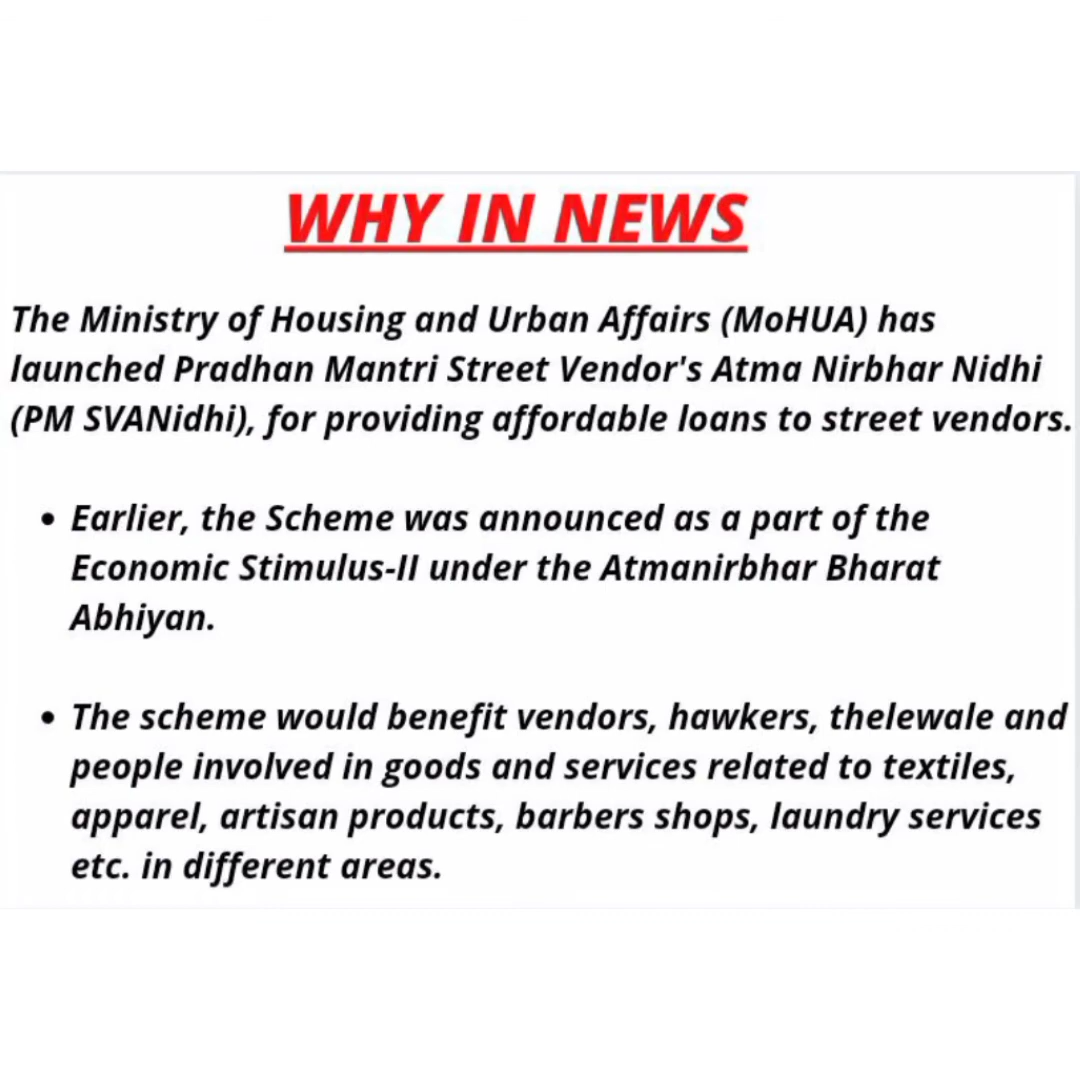 WHY IN NEWS
The Ministry of Housing and Urban Affairs (MoHUA) has
launched Pradhan Mantri Street Vendor's Atma Nirbhar Nidhi
(PM SVANidhi), for providing affordable loans to street vendors.
• Earlier, the Scheme was announced as a part of the
Economic Stimulus-II under the Atmanirbhar Bharat
Abhiyan.
• The scheme would benefit vendors, hawkers, thelewale and
people involved in goods and services related to textiles,
apparel, artisan products, barbers shops, laundry services
etc. in different areas.